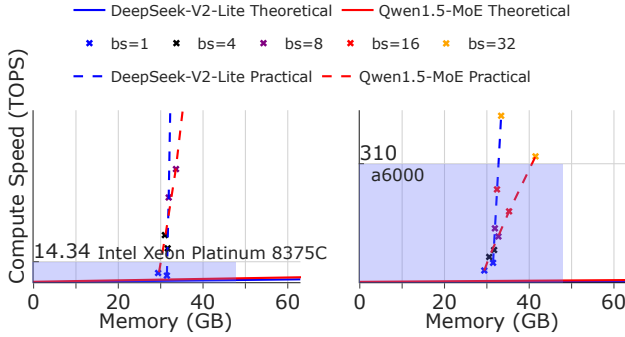 DeepSeek-V2-Lite Theoretical Qwen1.5-MoE Theoretical
bs=1 bs=4 bs=8 bs=16 bs=32
DeepSeek-V2-Lite Practical Qwen1.5-MoE Practical
Compute Speed (TOPS)
14.34 Intel Xeon Platinum 8375C
0 20 40 60
Memory (GB)
310
a6000
0 20 40 60
Memory (GB)